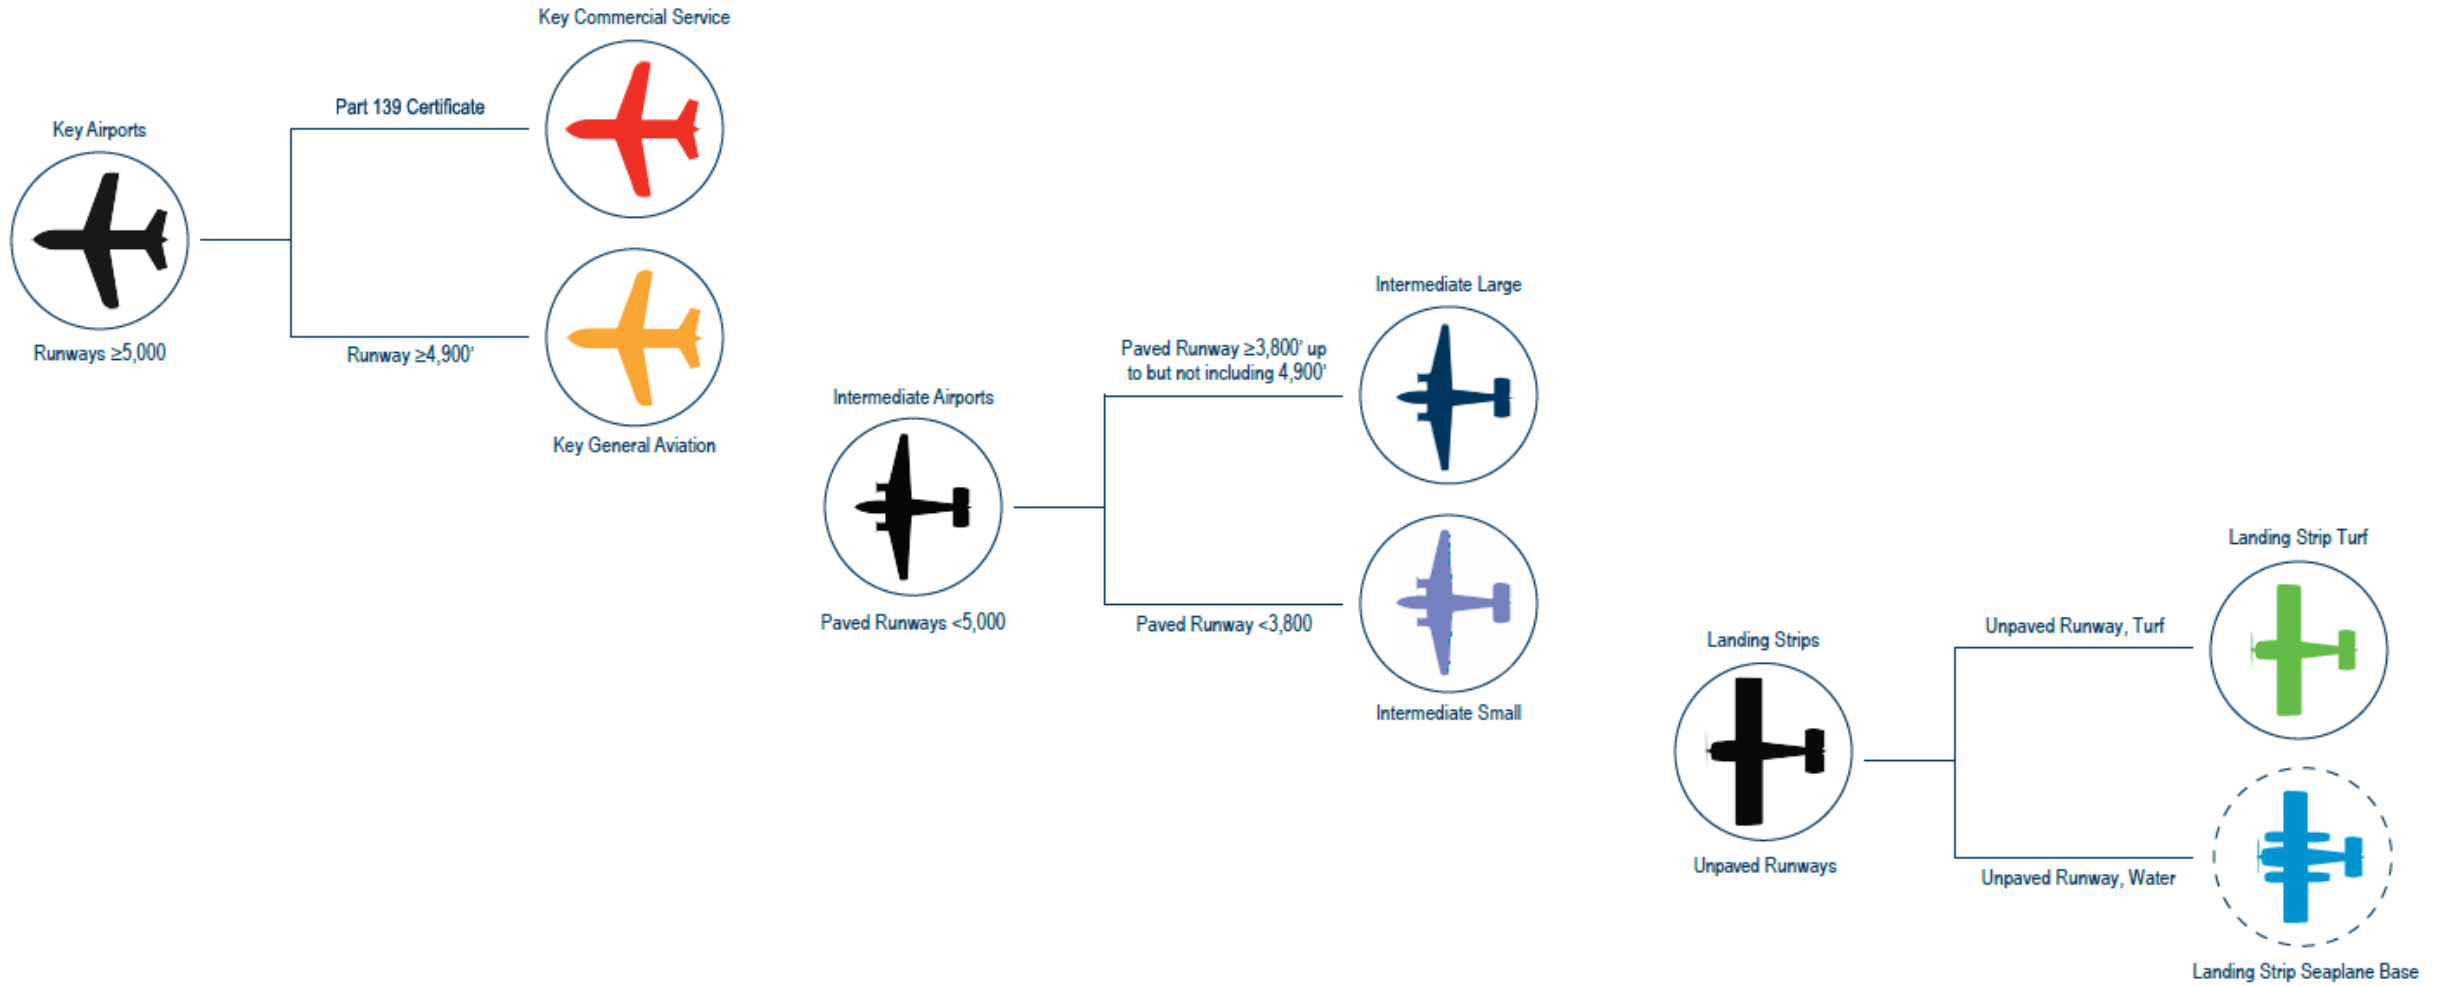 Key Commercial Service
Part 139 Certificate
Key Airports
Runways ≥5,000
Runway ≥4,900'
Key General Aviation
Intermediate Large
Paved Runway ≥3,800' up
to but not including 4,900'
Intermediate Airports
Paved Runways <5,000
Paved Runway <3,800
Intermediate Small
Landing Strip Turf
Unpaved Runway, Turf
Landing Strips
Unpaved Runways
Unpaved Runway, Water
Landing Strip Seaplane Base